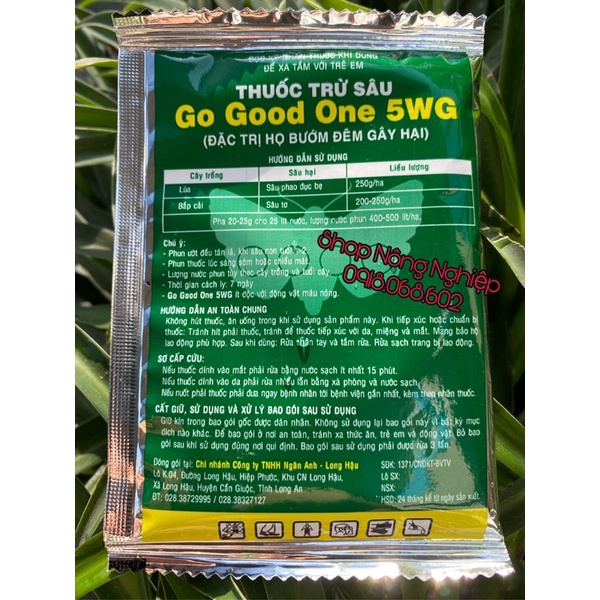 ĐỌC KỸ NHÃN TRƯỚC KHI DÙNG
ĐỂ XA TẦM VỚI TRẺ EM
THUỐC TRỪ SÂU
Go Good One 5WG
(ĐẶC TRỊ HỌ BƯỚM ĐÊM GÂY HẠI)
HƯỚNG DẪN SỬ DỤNG
Cây trồng Sâu hại Liều lượng
Lúa Sâu phao đục bẹ 250g/ha
Bắp cải Sâu tơ 200-250g/ha
Pha 20-25g cho 25 lít nước, lượng nước phun 400-500 lít/ha.
Chú ý:
- Phun ướt đều tán lá, khi sâu non tuổi 1-2.
- Phun thuốc lúc sáng sớm hoặc chiều mát.
- Lượng nước phun tùy theo cây trồng và tuổi cây.
- Thời gian cách ly: 7 ngày
- Go Good One 5WG ít độc với động vật máu nóng.
Shop Nông Nghiệp
0918.068.602
HƯỚNG DẪN AN TOÀN CHUNG
Không hút thuốc, ăn uống trong khi sử dụng sản phẩm này. Khi tiếp xúc hoặc chuẩn bị
thuốc: Tránh hít phải thuốc, tránh để thuốc tiếp xúc với da, miệng và mắt. Mang bảo hộ
lao động phù hợp. Sau khi dùng: Rửa chân tay và tắm rửa. Rửa sạch trang bị lao động.
SƠ CẤP CỨU:
Nếu thuốc dính vào mắt phải rửa bằng nước sạch ít nhất 15 phút.
Nếu thuốc dính vào da phải rửa nhiều lần bằng xà phòng và nước sạch.
Nếu nuốt phải thuốc phải đưa ngay bệnh nhân tới bệnh viện gần nhất, kèm theo nhãn thuốc.
CẤT GIỮ, SỬ DỤNG VÀ XỬ LÝ BAO GÓI SAU SỬ DỤNG
Giữ kín trong bao gói gốc được dán nhãn. Không sử dụng lại bao gói này vì bất kỳ mục
đích nào khác. Để bao gói ở nơi an toàn, tránh xa thức ăn, trẻ em và động vật. Bỏ bao
gói sau khi sử dụng đúng nơi qui định. Bao gói phải được rửa 3 lần.
Đóng gói tại: Chi nhánh Công ty TNHH Ngân Anh - Long Hậu
Lô K.04, Đường Long Hậu, Hiệp Phước, Khu CN Long Hậu,
Xã Long Hậu, Huyện Cần Giuộc, Tỉnh Long An
ĐT: 028.38729995 / 028.38327127
SĐK: 1371/CNĐKT-BVTV
Lô SX:
NSX:
HSD: 24 tháng kể từ ngày sản xuất.